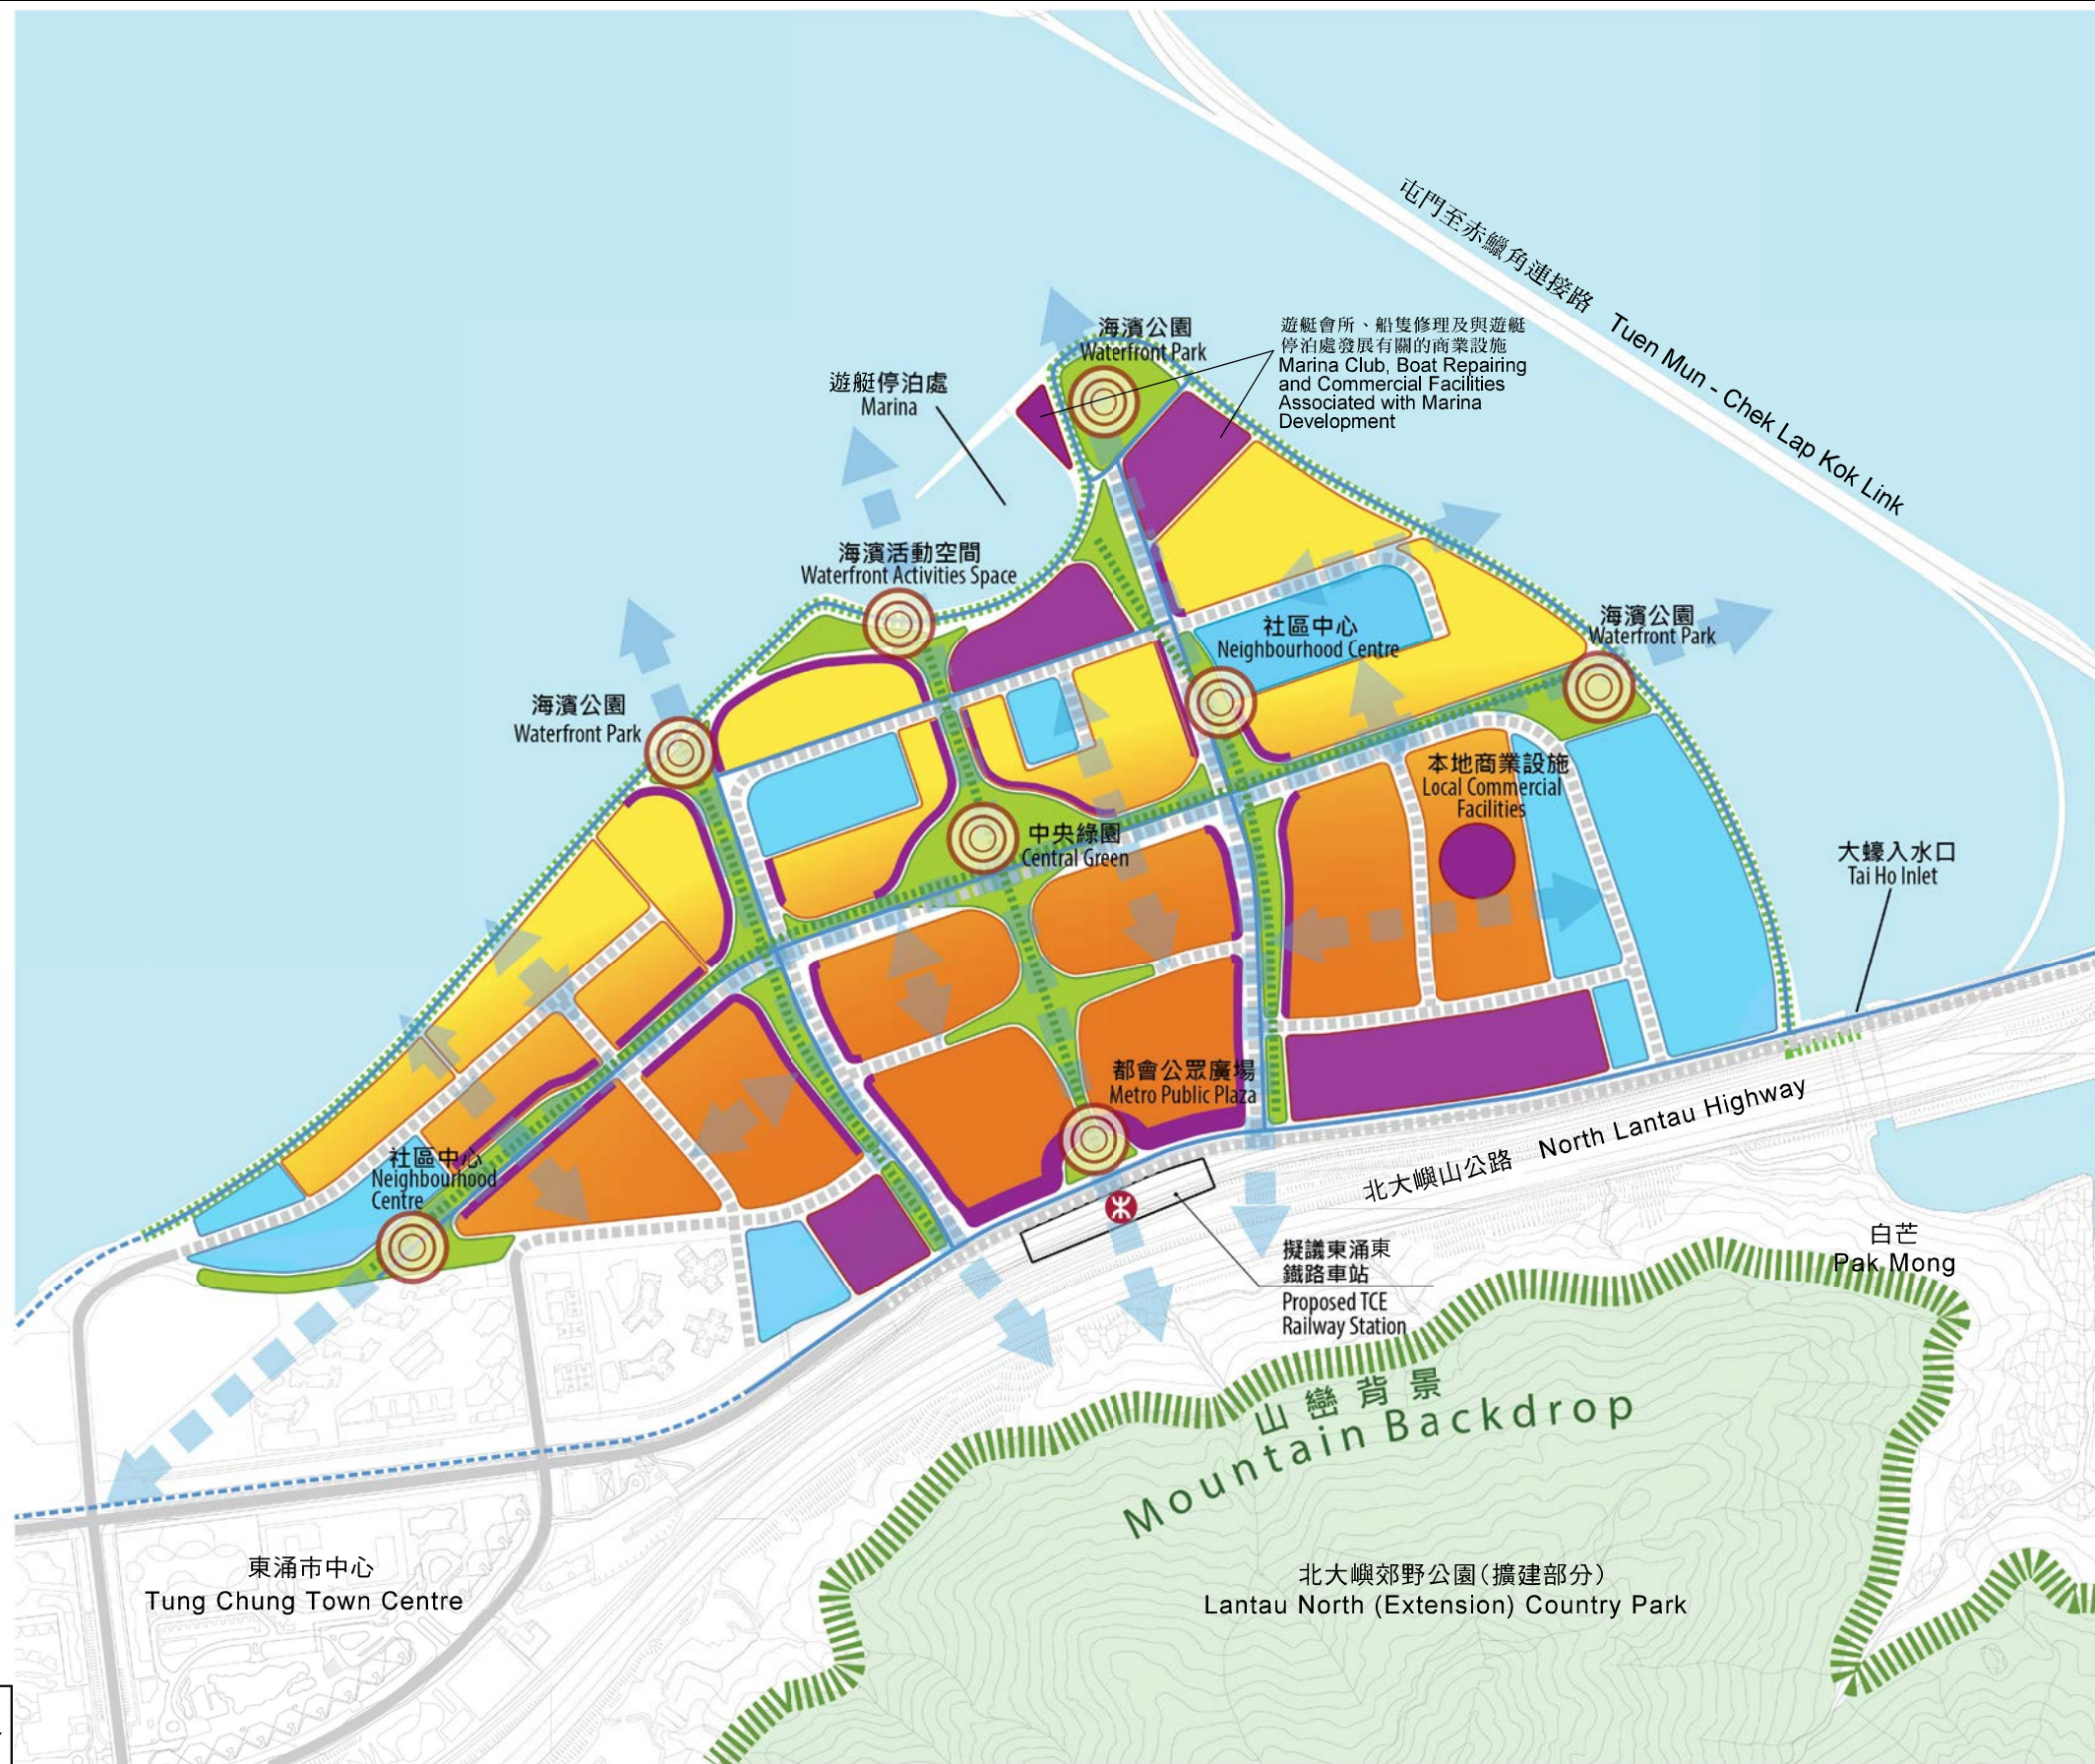 屯門至赤鱲角連接路 Tuen Mun - Chek Lap Kok Link
海濱公園
Waterfront Park
遊艇會所、船隻修理及與遊艇
停泊處發展有關的商業設施
Marina Club, Boat Repairing
and Commercial Facilities
Associated with Marina
Development
遊艇停泊處
Marina
海濱活動空間
Waterfront Activities Space
社區中心
Neighbourhood Centre
海濱公園
Waterfront Park
海濱公園
Waterfront Park
本地商業設施
Local Commercial
Facilities
中央綠園
Central Green
大蠔入水口
Tai Ho Inlet
都會公眾廣場
Metro Public Plaza
北大嶼山公路 North Lantau Highway
社區中心
Neighbourhood
Centre
白芒
Pak Mong
擬議東涌東
鐵路車站
Proposed TCE
Railway Station
山巒背景
Mountain Backdrop
東涌市中心
Tung Chung Town Centre
北大嶼郊野公園(擴建部分)
Lantau North (Extension) Country Park